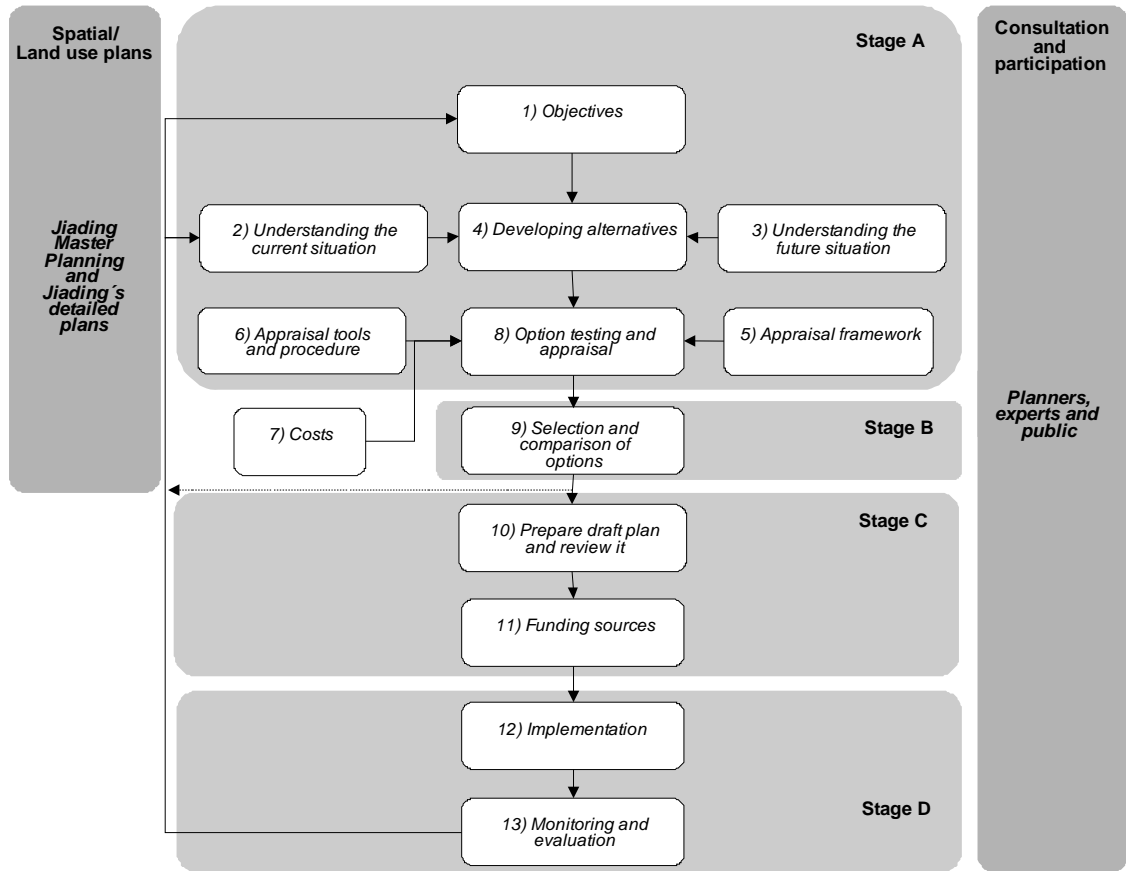 Spatial/
Land use plans
Jiading
Master
Planning
and
Jiading´s
detailed
plans
Stage A
1) Objectives
2) Understanding the
current situation
4) Developing alternatives
3) Understanding the
future situation
6) Appraisal tools
and procedure
8) Option testing and
appraisal
5) Appraisal framework
7) Costs
Stage B
9) Selection and
comparison of
options
Stage C
10) Prepare draft plan
and review it
11) Funding sources
12) Implementation
Stage D
13) Monitoring and
evaluation
Consultation
and
participation
Planners,
experts and
public